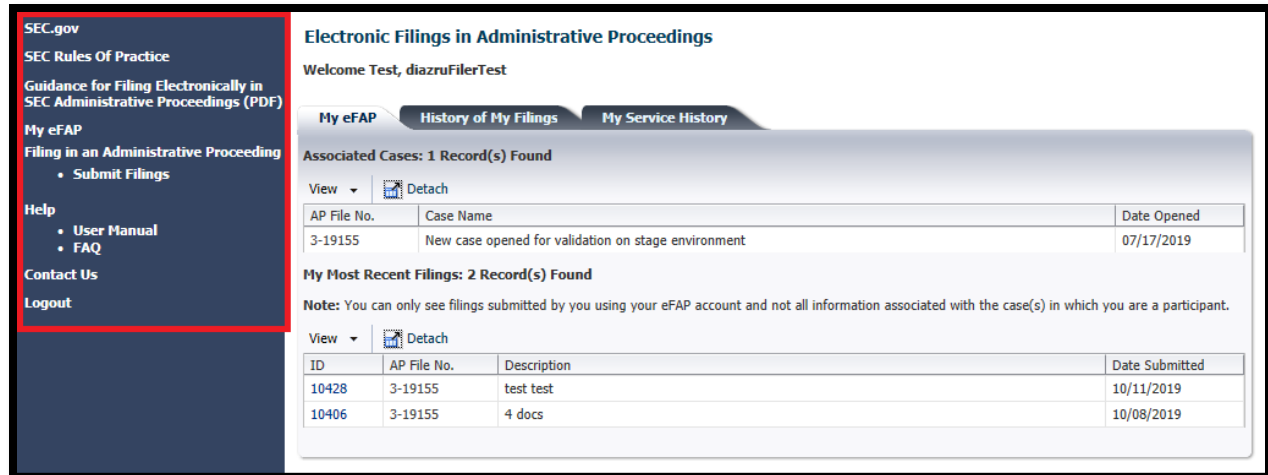 SEC.gov
SEC Rules Of Practice
Guidance for Filing Electronically in
SEC Administrative Proceedings (PDF)
My eFAP
Filing in an Administrative Proceeding
• Submit Filings
Help
• User Manual
• FAQ
Contact Us
Logout
Electronic Filings in Administrative Proceedings
Welcome Test, diazruFilerTest
My eFAP History of My Filings My Service History
Associated Cases: 1 Record(s) Found
View Detach
AP File No. Case Name Date Opened
3-19155 New case opened for validation on stage environment 07/17/2019
My Most Recent Filings: 2 Record(s) Found
Note: You can only see filings submitted by you using your eFAP account and not all information associated with the case(s) in which you are a participant.
View Detach
ID AP File No. Description Date Submitted
10428 3-19155 test test 10/11/2019
10406 3-19155 4 docs 10/08/2019